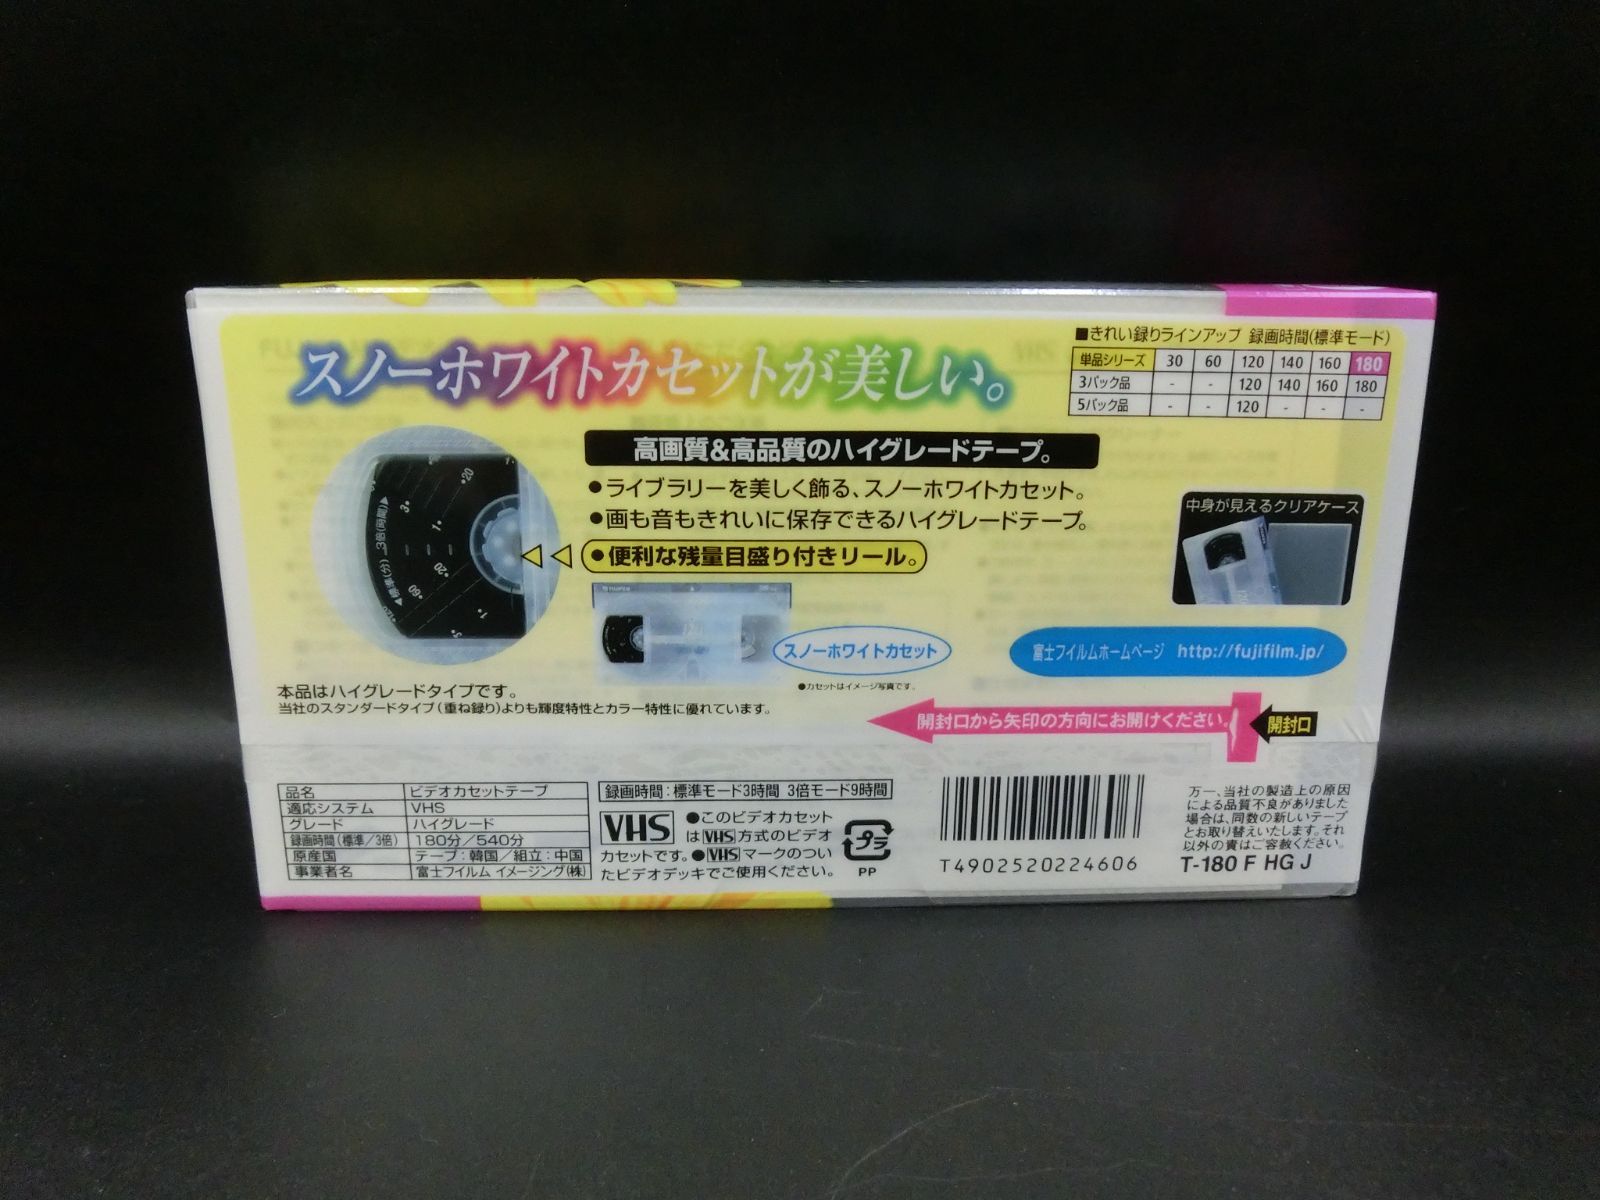 スノーホワイトカセットが美しい。
■きれい録りラインアップ 録画時間(標準モード)
単品シリーズ 30 60 120 140 160 180
3パック品 - - 120 140 160 180
5パック品 - - 120 - - -
高画質&高品質のハイグレードテープ。
●ライブラリーを美しく飾る、スノーホワイトカセット。
●画も音もきれいに保存できるハイグレードテープ。
●便利な残量目盛り付きリール。
中身が見えるクリアケース
スノーホワイトカセット
●カセットはイメージ写真です。
富士フイルムホームページ http://fujifilm.jp/
本品はハイグレードタイプです。
当社のスタンダードタイプ(重ね録り)よりも輝度特性とカラー特性に優れています。
開封口から矢印の方向にお開けください。
開封口
品名 ビデオカセットテープ
適応システム VHS
グレード ハイグレード
録画時間(標準/3倍) 180分/540分
原産国 テープ:韓国/組立:中国
事業者名 富士フイルム イメージング(株)
録画時間:標準モード3時間 3倍モード9時間
VHS
●このビデオカセット
はVHS方式のビデオ
カセットです。●VHSマークのつい
たビデオデッキでご使用ください。
プラ
PP
T4902520224606
万一、当社の製造上の原因
による品質不良がありました
場合は、同数の新しいテープ
とお取り替えいたします。それ
以外の責はご容赦ください。
T-180 F HG J